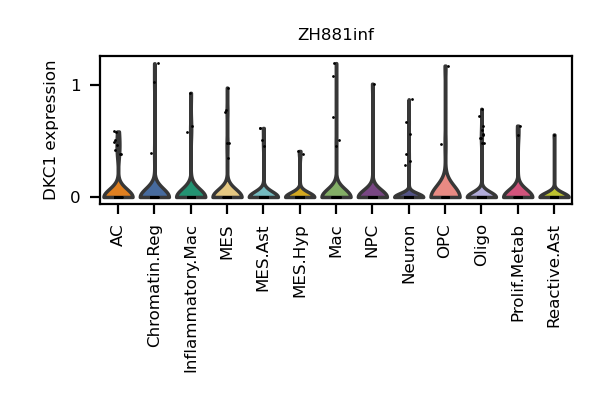 ZH881inf
DKC1 expression
1
0
AC
Chromatin.Reg
Inflammatory.Mac
MES
MES.Ast
MES.Hyp
Mac
NPC
Neuron
OPC
Oligo
Prolif.Metab
Reactive.Ast